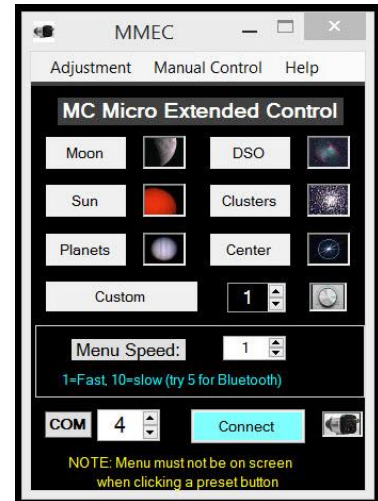 MMEC
Adjustment Manual Control Help
MC Micro Extended Control
Moon DSO
Sun Clusters
Planets Center
Custom 1
Menu Speed: 1
1=Fast, 10=slow (try 5 for Bluetooth)
COM 4 Connect
NOTE: Menu must not be on screen
when clicking a preset button